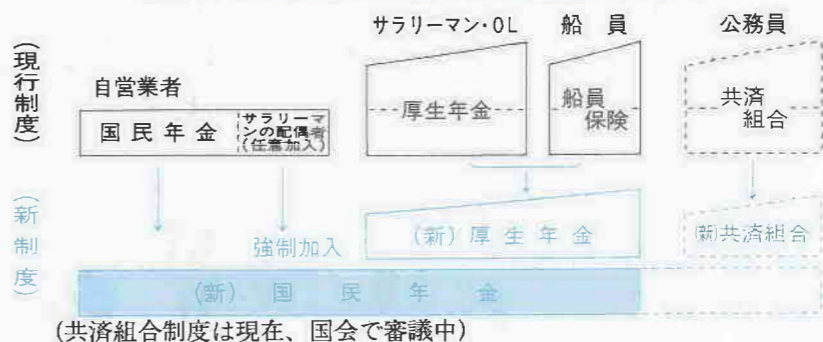 サラリーマン・OL 船員 公務員
(現行制度)
自営業者
国民年金
サラリーマンの配偶者(任意加入)
厚生年金
船員保険
共済組合
(新制度)
強制加入
(新)厚生年金
(新)共済組合
(新)国民年金
(共済組合制度は現在、国会で審議中)